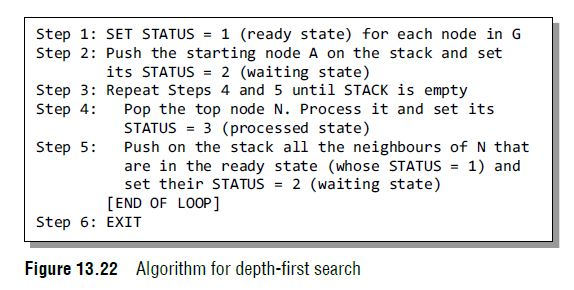 Step 1: SET STATUS = 1 (ready state) for each node in G
Step 2: Push the starting node A on the stack and set
its STATUS = 2 (waiting state)
Step 3: Repeat Steps 4 and 5 until STACK is empty
Step 4: Pop the top node N. Process it and set its
STATUS = 3 (processed state)
Step 5: Push on the stack all the neighbours of N that
are in the ready state (whose STATUS = 1) and
set their STATUS = 2 (waiting state)
[END OF LOOP]
Step 6: EXIT
Figure 13.22 Algorithm for depth-first search